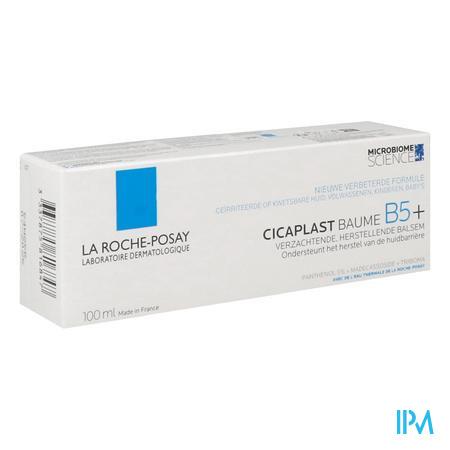 MICROBIOME
SCIENCE
NIEUWE VERBETERDE FORMULE
GEÏRRITEERDE OF KWETSBARE HUID: VOLWASSENEN, KINDEREN, BABY'S
CICAPLAST BAUME B5+
VERZACHTENDE, HERSTELLENDE BALSEM
Ondersteunt het herstel van de huidbarrière
PANTHENOL 5% + MADECASSOSIDE + TRIBIOMA
AVEC DE L'EAU THERMALE DE LA ROCHE-POSAY
LA ROCHE-POSAY
LABORATOIRE DERMATOLOGIQUE
100 ml Made in France
IPM